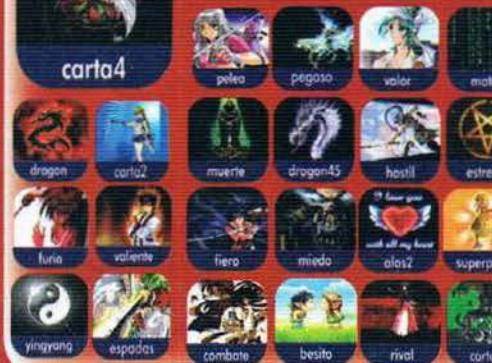 carta4
pelea
pegaso
valor
dragon
carta2
muerte
dragon45
hostil
furia
valiente
fiero
miedo
I love you
with all my heart
alas2
yingyang
espadas
combate
besito
rival